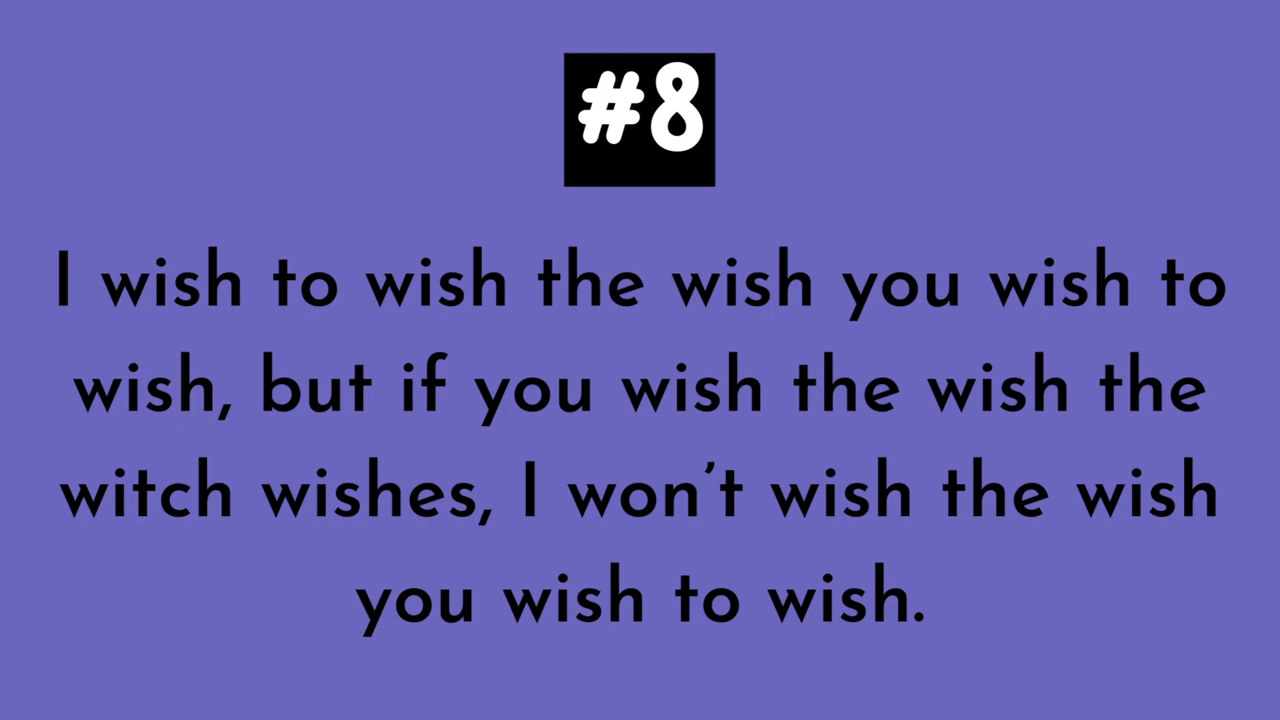 #8
I wish to wish the wish you wish to
wish, but if you wish the wish the
witch wishes, I won’t wish the wish
you wish to wish.